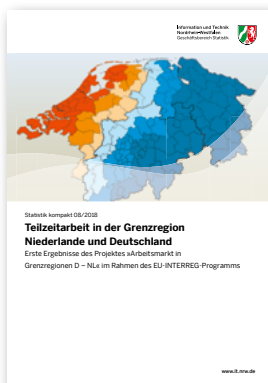 Information und Technik
Nordrhein-Westfalen
Geschäftsbereich Statistik
Statistik kompakt 08/2018
Teilzeitarbeit in der Grenzregion
Niederlande und Deutschland
Erste Ergebnisse des Projektes »Arbeitsmarkt in
Grenzregionen D – NL« im Rahmen des EU-INTERREG-Programms
www.it.nrw.de